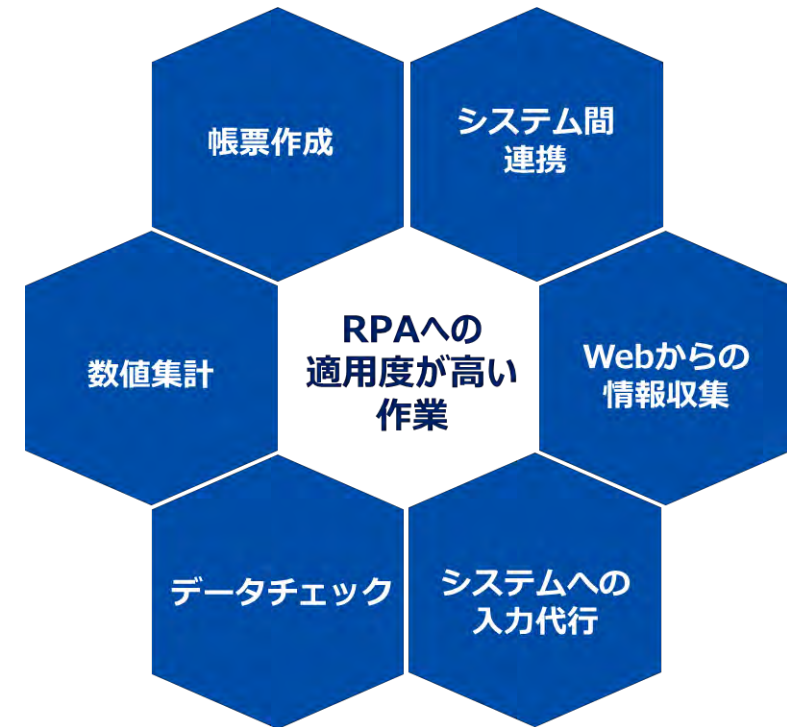 帳票作成
システム間
連携
数値集計
RPAへの
適用度が高い
作業
Webからの
情報収集
データチェック
システムへの
入力代行